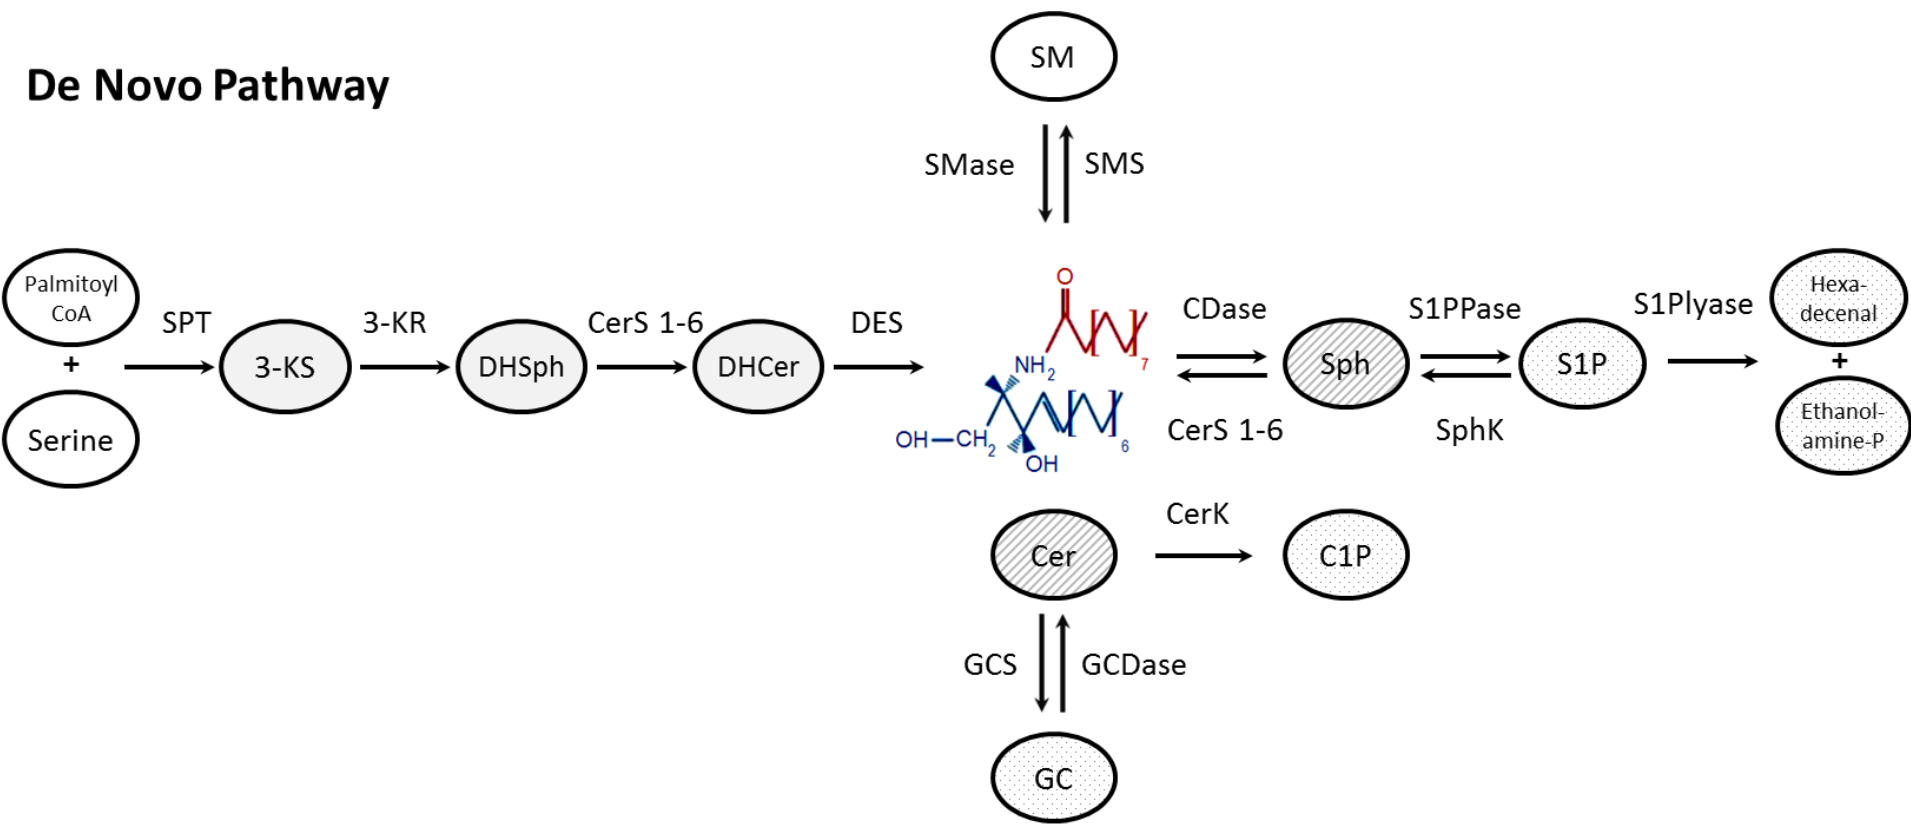 De Novo Pathway
SM
SMase
SMS
Palmitoyl
CoA
+
Serine
SPT
3-KS
3-KR
DHSph
CerS 1-6
DHCer
DES
O
NH2
7
OH
CH2
OH
6
CDase
CerS 1-6
Sph
S1PPase
SphK
S1P
S1Plyase
Hexa-
decenal
+
Ethanol-
amine-P
Cer
CerK
C1P
GCS
GCDase
GC